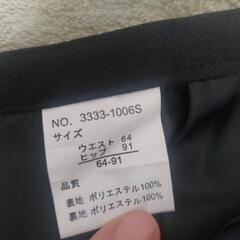 NO. 3333-1006S
サイズ
ウエスト 64
ヒップ 91
64-91
品質
表地 ポリエステル100%
裏地 ポリエステル100%